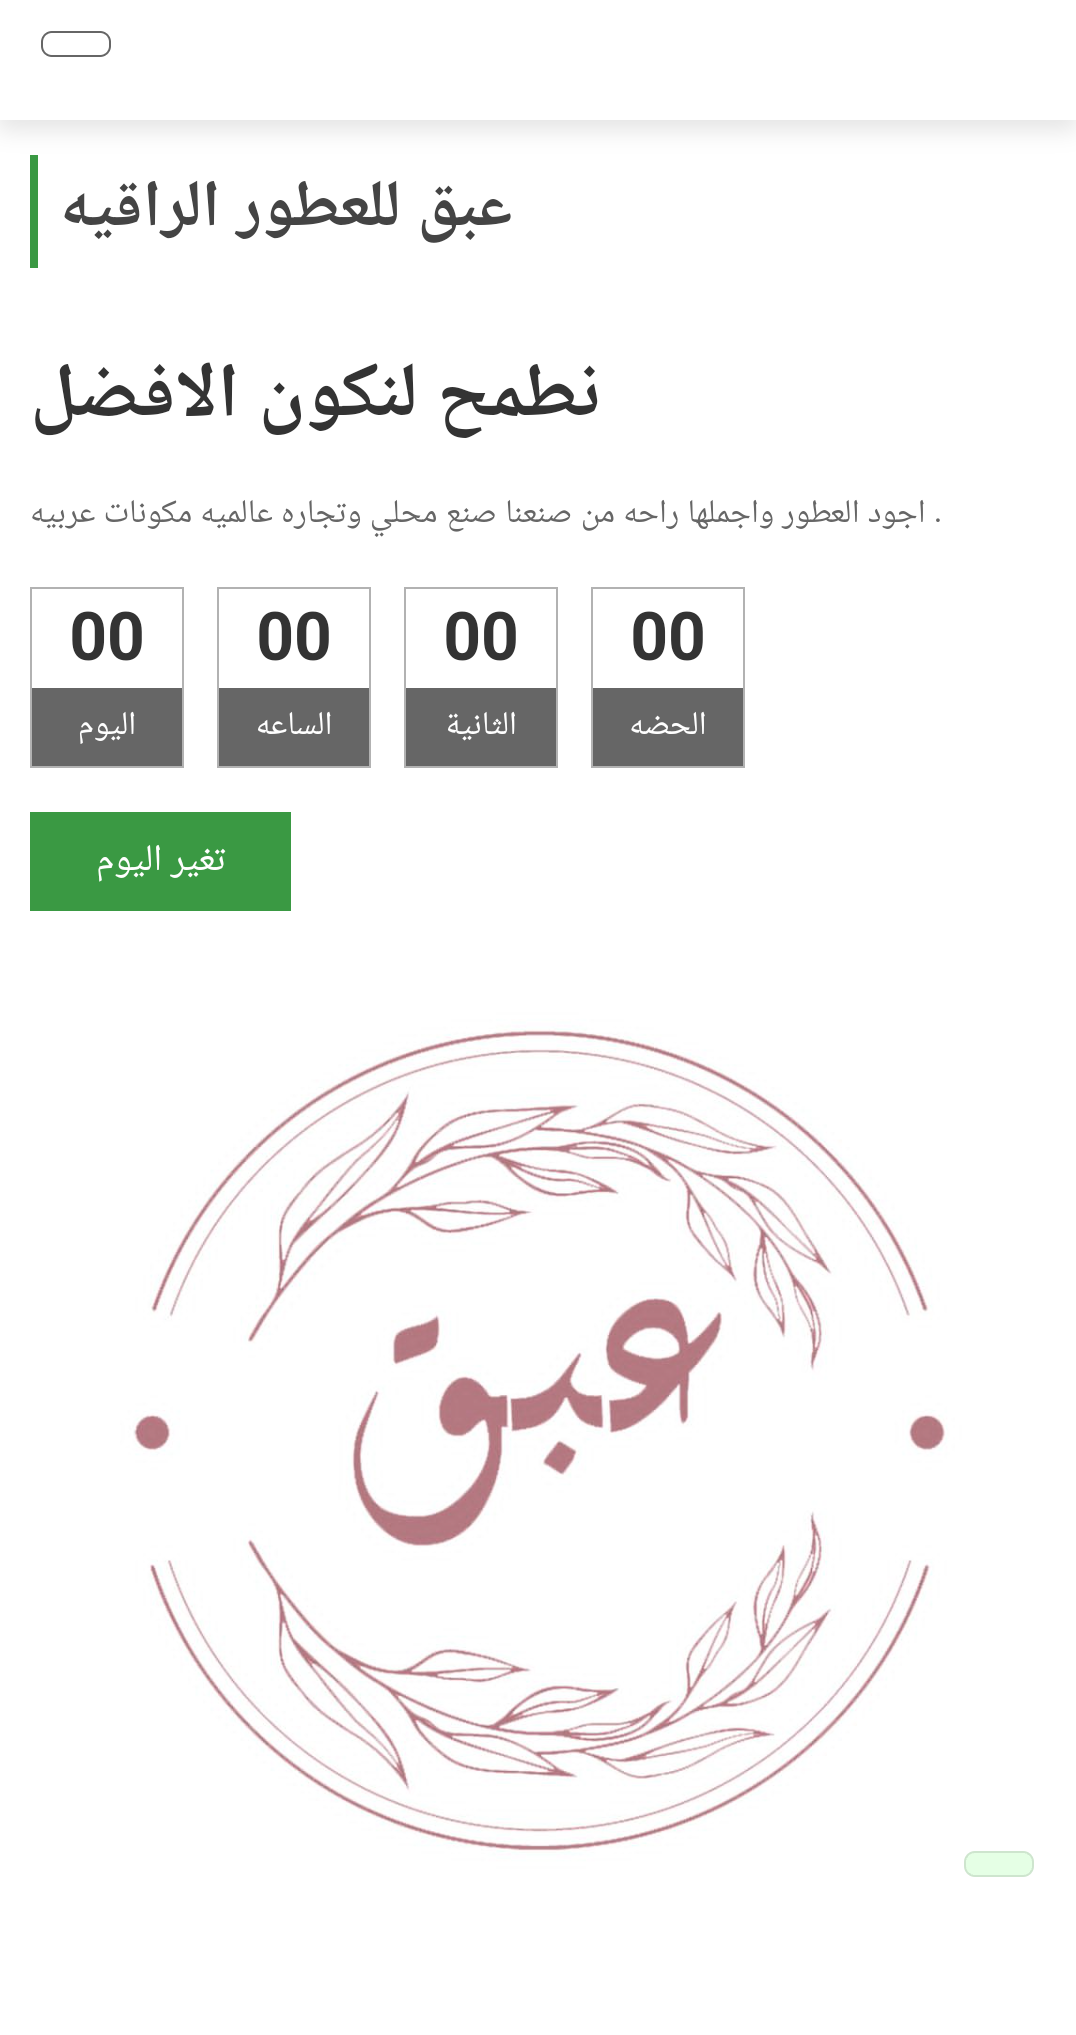 عبق للعطور الراقيه
نطمح لنكون الافضل
اجود العطور واجملها راحه من صنعنا صنع محلي وتجاره عالميه مكونات عربيه .
00 00 00 00
اليوم الساعه الثانية الحضه
تغير اليوم
عبق